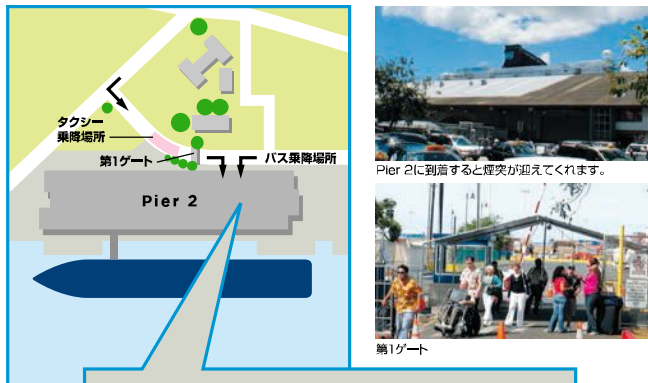 タクシー
乗降場所
第1ゲート
バス乗降場所
Pier 2
Pier 2に到着すると煙突が迎えてくれます。
第1ゲート